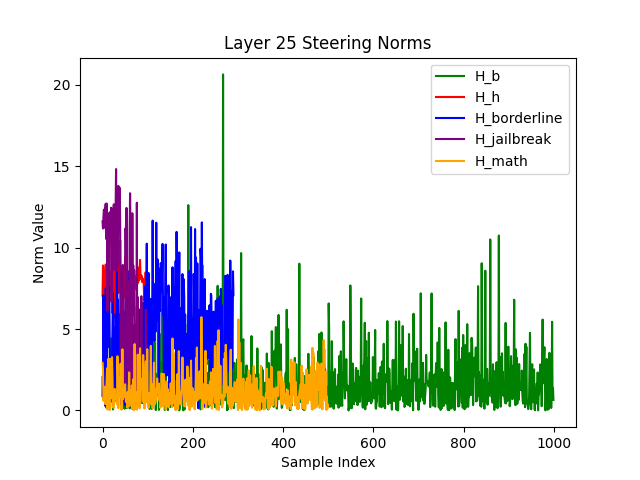 Layer 25 Steering Norms
H_b
H_h
H_borderline
H_jailbreak
H_math
Norm Value
20
15
10
5
0
0 200 400 600 800 1000
Sample Index